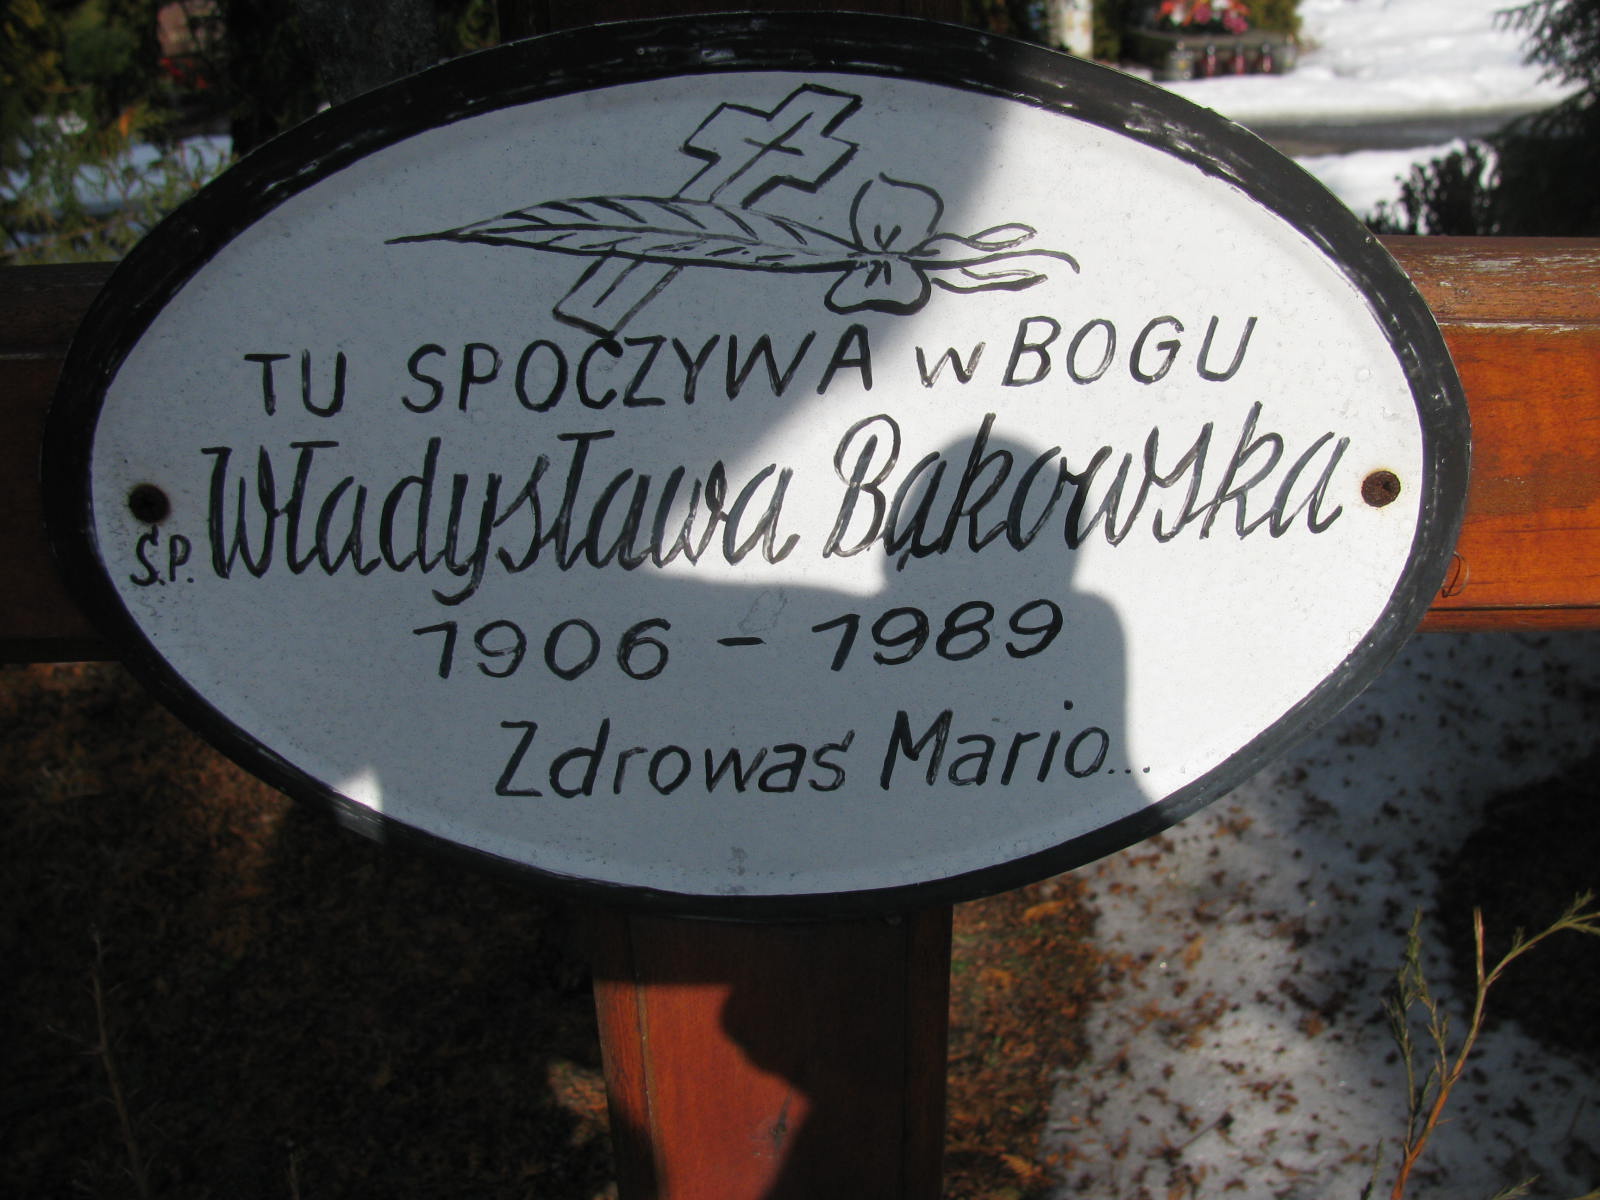 TU SPOCZYWA w BOGU
Ś.P. Władysława Bąkowska
1906 - 1989
Zdrowaś Mario...